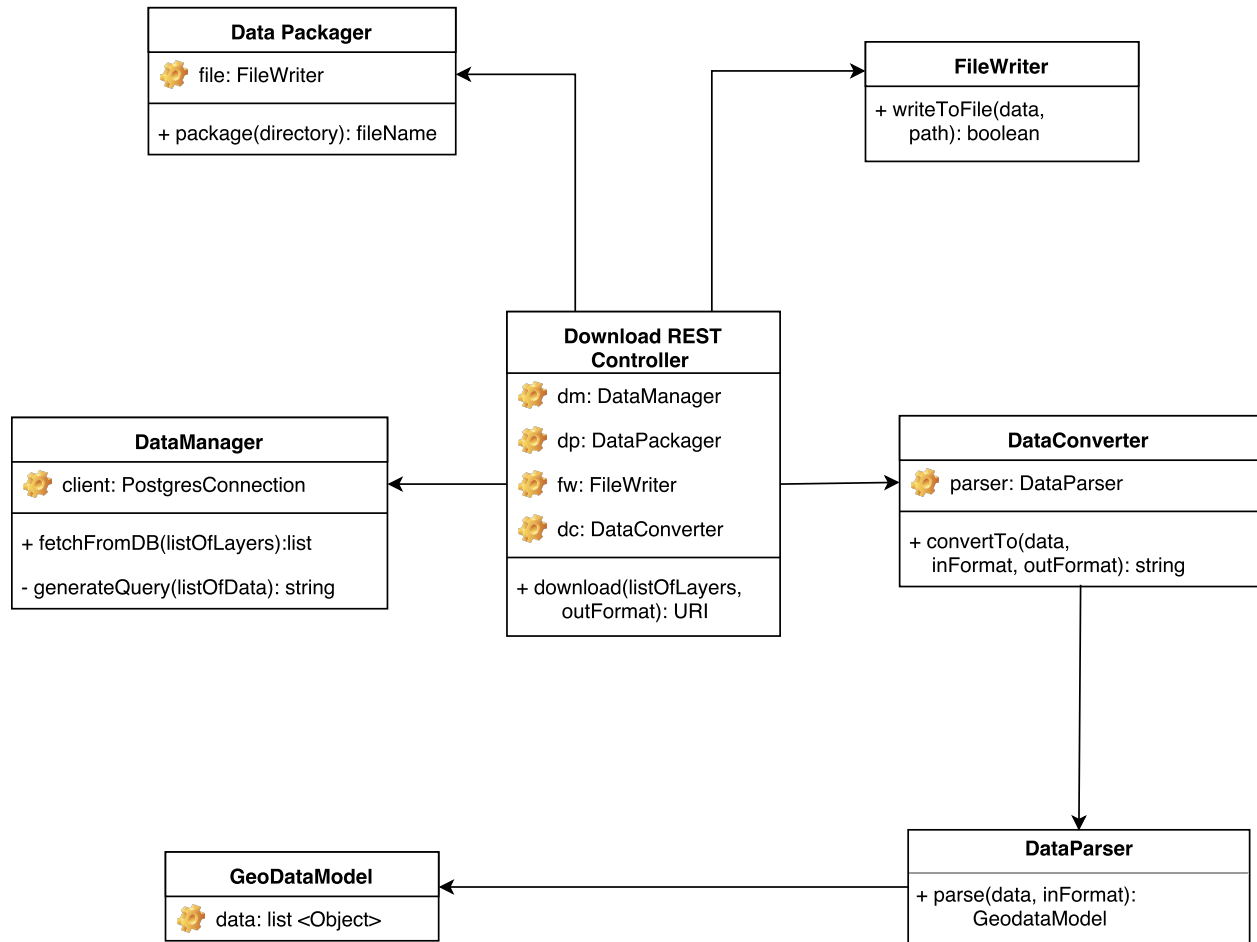 Data Packager
file: FileWriter
+ package(directory): fileName
FileWriter
+ writeToFile(data,
path): boolean
Download REST
Controller
dm: DataManager
dp: DataPackager
fw: FileWriter
dc: DataConverter
+ download(listOfLayers,
outFormat): URI
DataManager
client: PostgresConnection
+ fetchFromDB(listOfLayers):list
- generateQuery(listOfData): string
DataConverter
parser: DataParser
+ convertTo(data,
inFormat, outFormat): string
GeoDataModel
data: list <Object>
DataParser
+ parse(data, inFormat):
GeodataModel